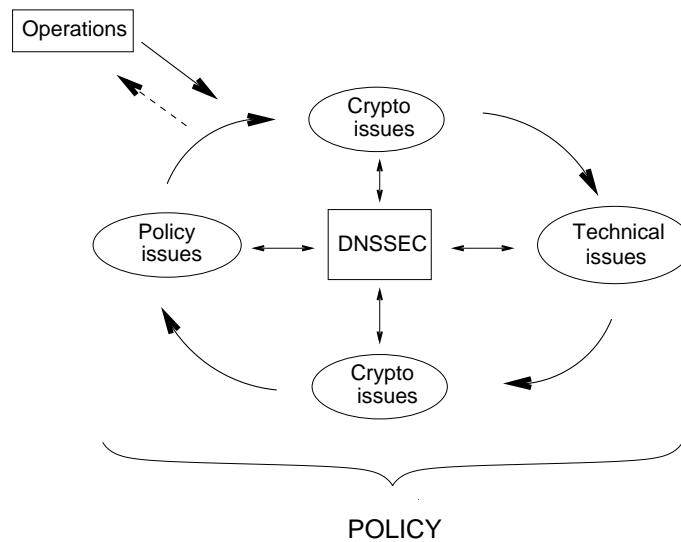 Operations
Crypto
issues
Policy
issues
DNSSEC
Technical
issues
Crypto
issues
POLICY